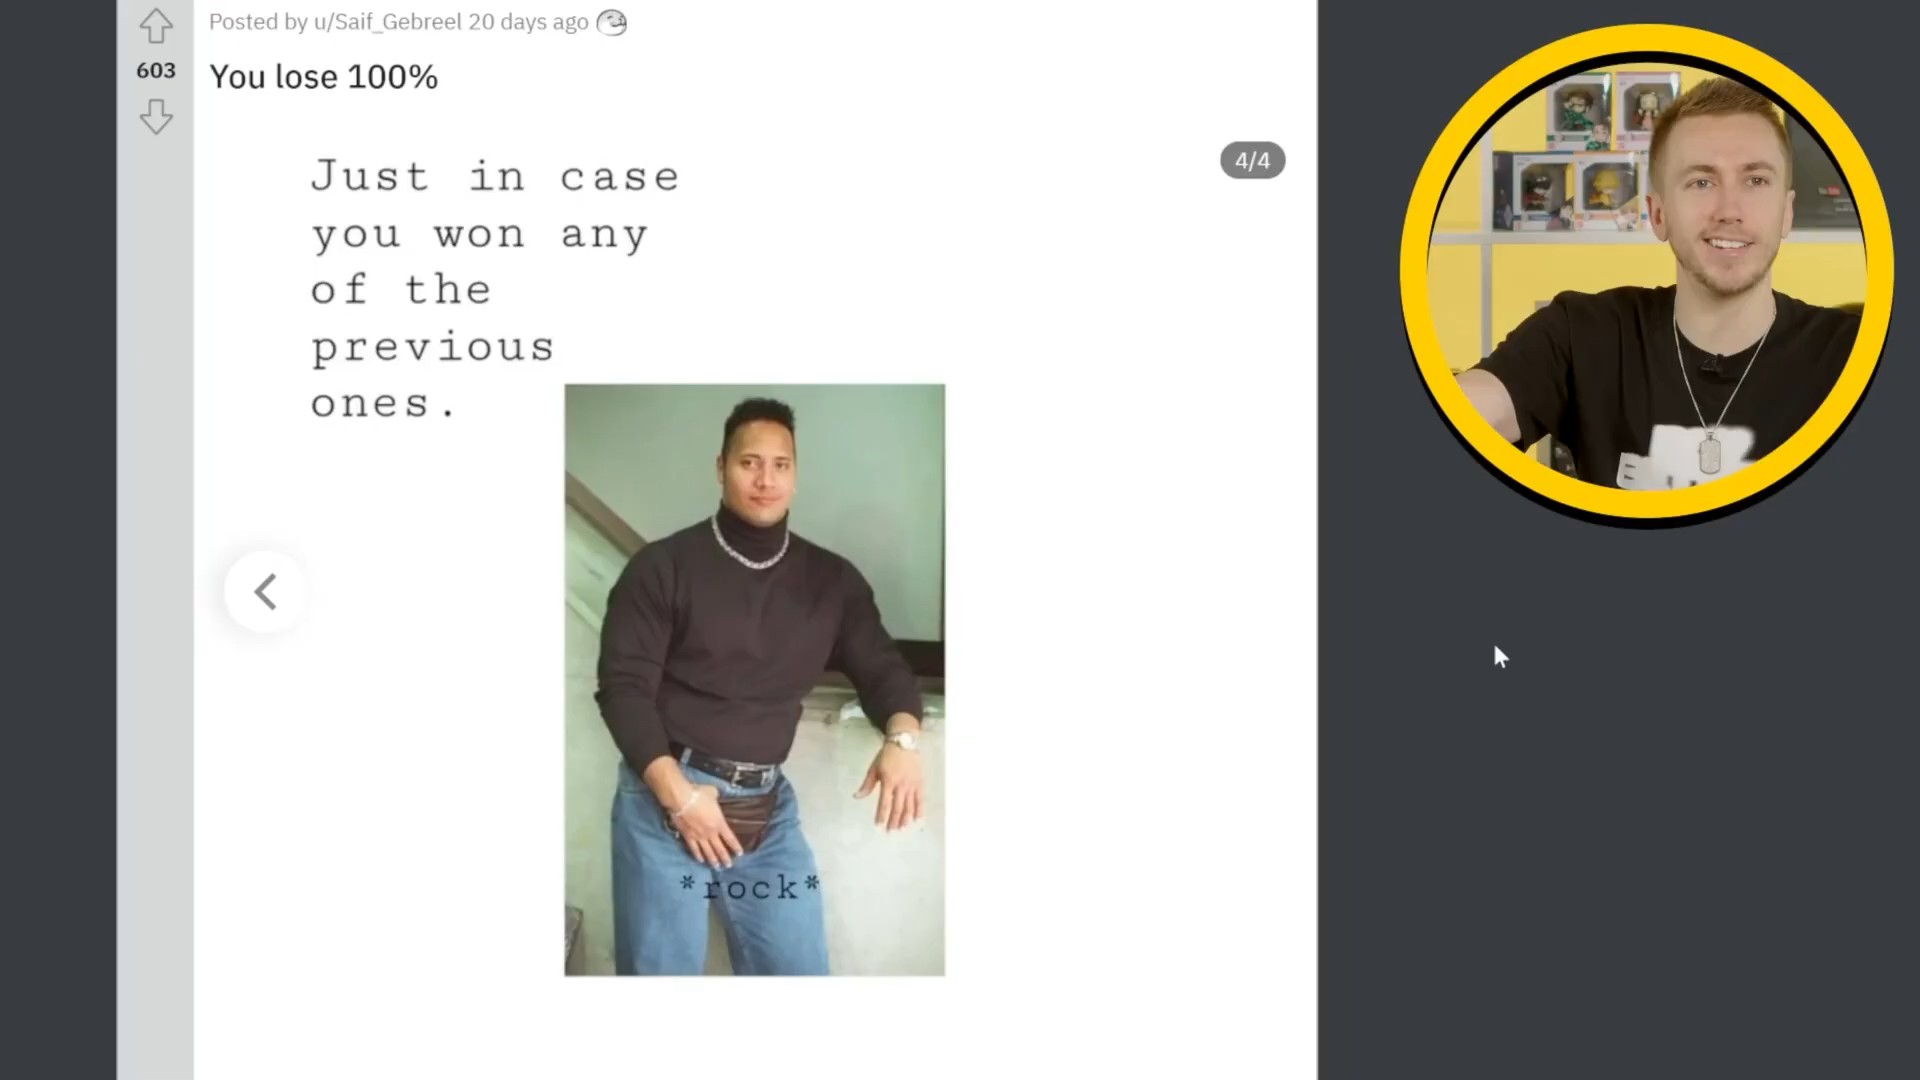 Posted by u/Saif_Gebreel 20 days ago
603
You lose 100%
Just in case
you won any
of the
previous
ones.
4/4
*rock*